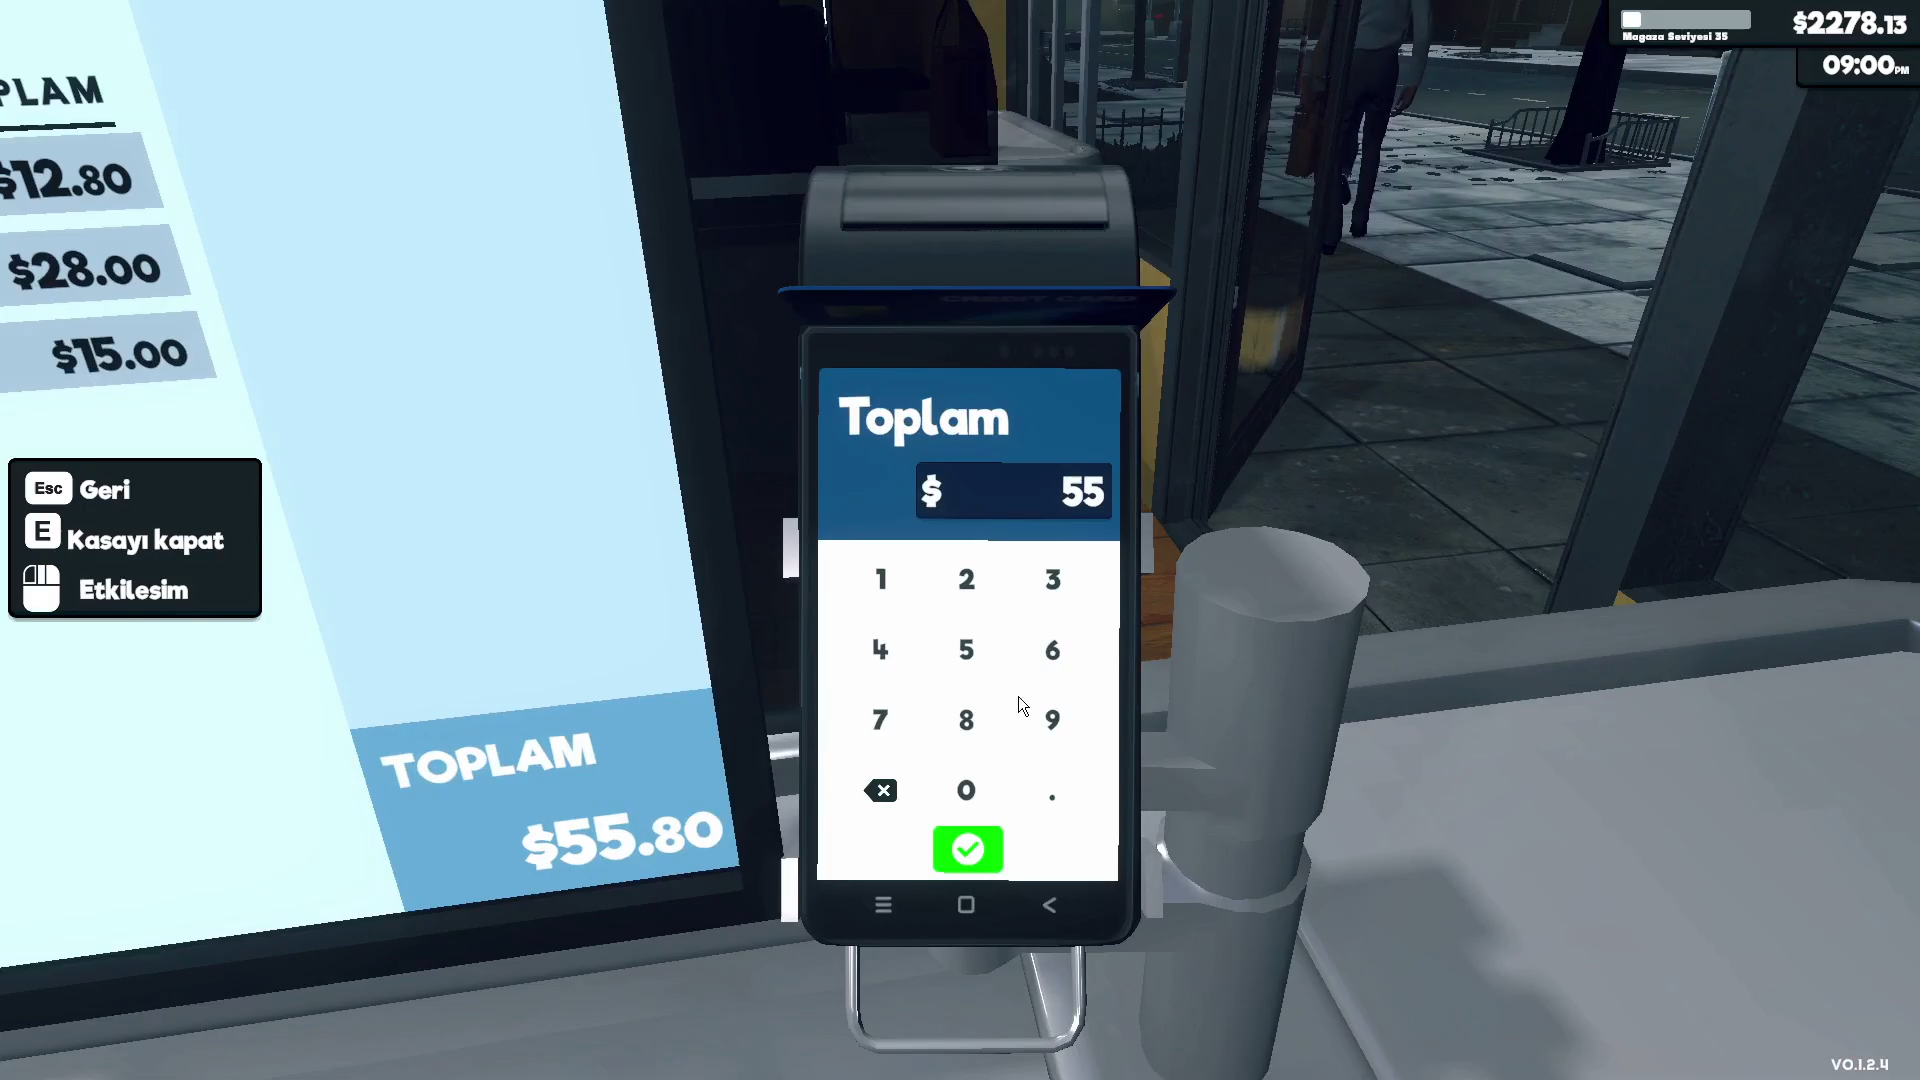 $2278.13
Magaza Seviyesi 35
09:00PM
PLAM
$12.80
$28.00
$15.00
TOPLAM
$55.80
Esc Geri
E Kasayı kapat
Etkilesim
CREDIT CARD
Toplam
$ 55
1 2 3
4 5 6
7 8 9
0 .
V0.1.2.4